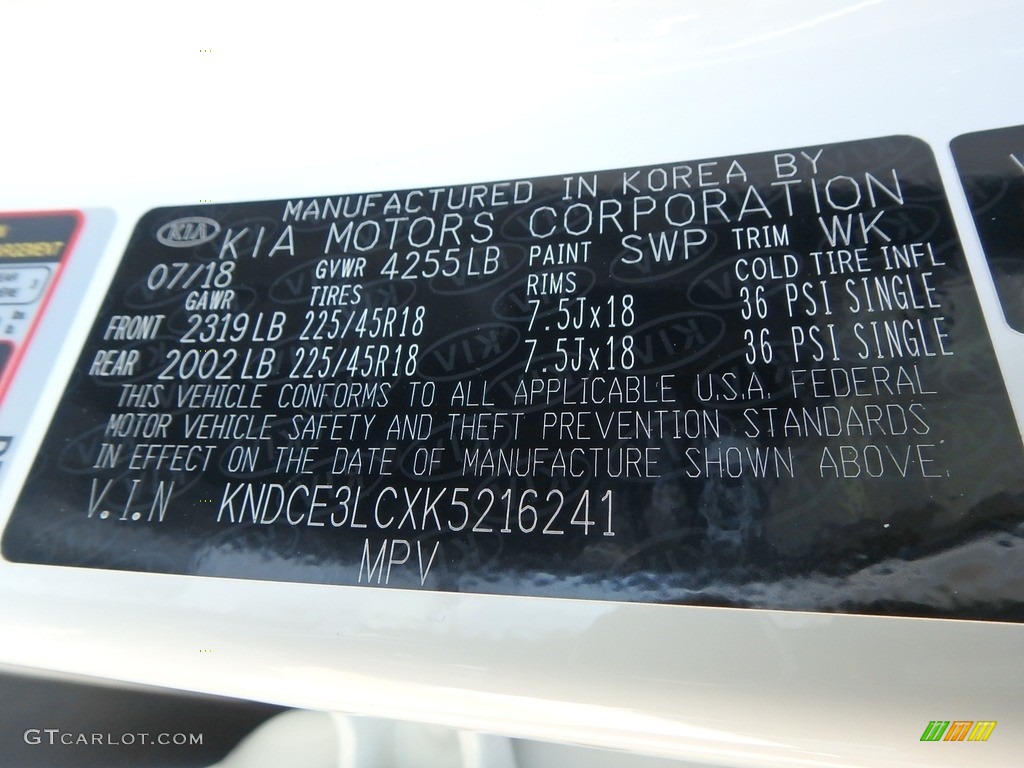 MANUFACTURED IN KOREA BY
KIA KIA MOTORS CORPORATION
07/18 GVWR 4255LB PAINT SWP TRIM WK
GAWR TIRES RIMS COLD TIRE INFL
FRONT 2319LB 225/45R18 7.5Jx18 36 PSI SINGLE
REAR 2002LB 225/45R18 7.5Jx18 36 PSI SINGLE
THIS VEHICLE CONFORMS TO ALL APPLICABLE U.S.A. FEDERAL
MOTOR VEHICLE SAFETY AND THEFT PREVENTION STANDARDS
IN EFFECT ON THE DATE OF MANUFACTURE SHOWN ABOVE.
V.I.N KNDCE3LCXK5216241
MPV
GTCARLOT.COM